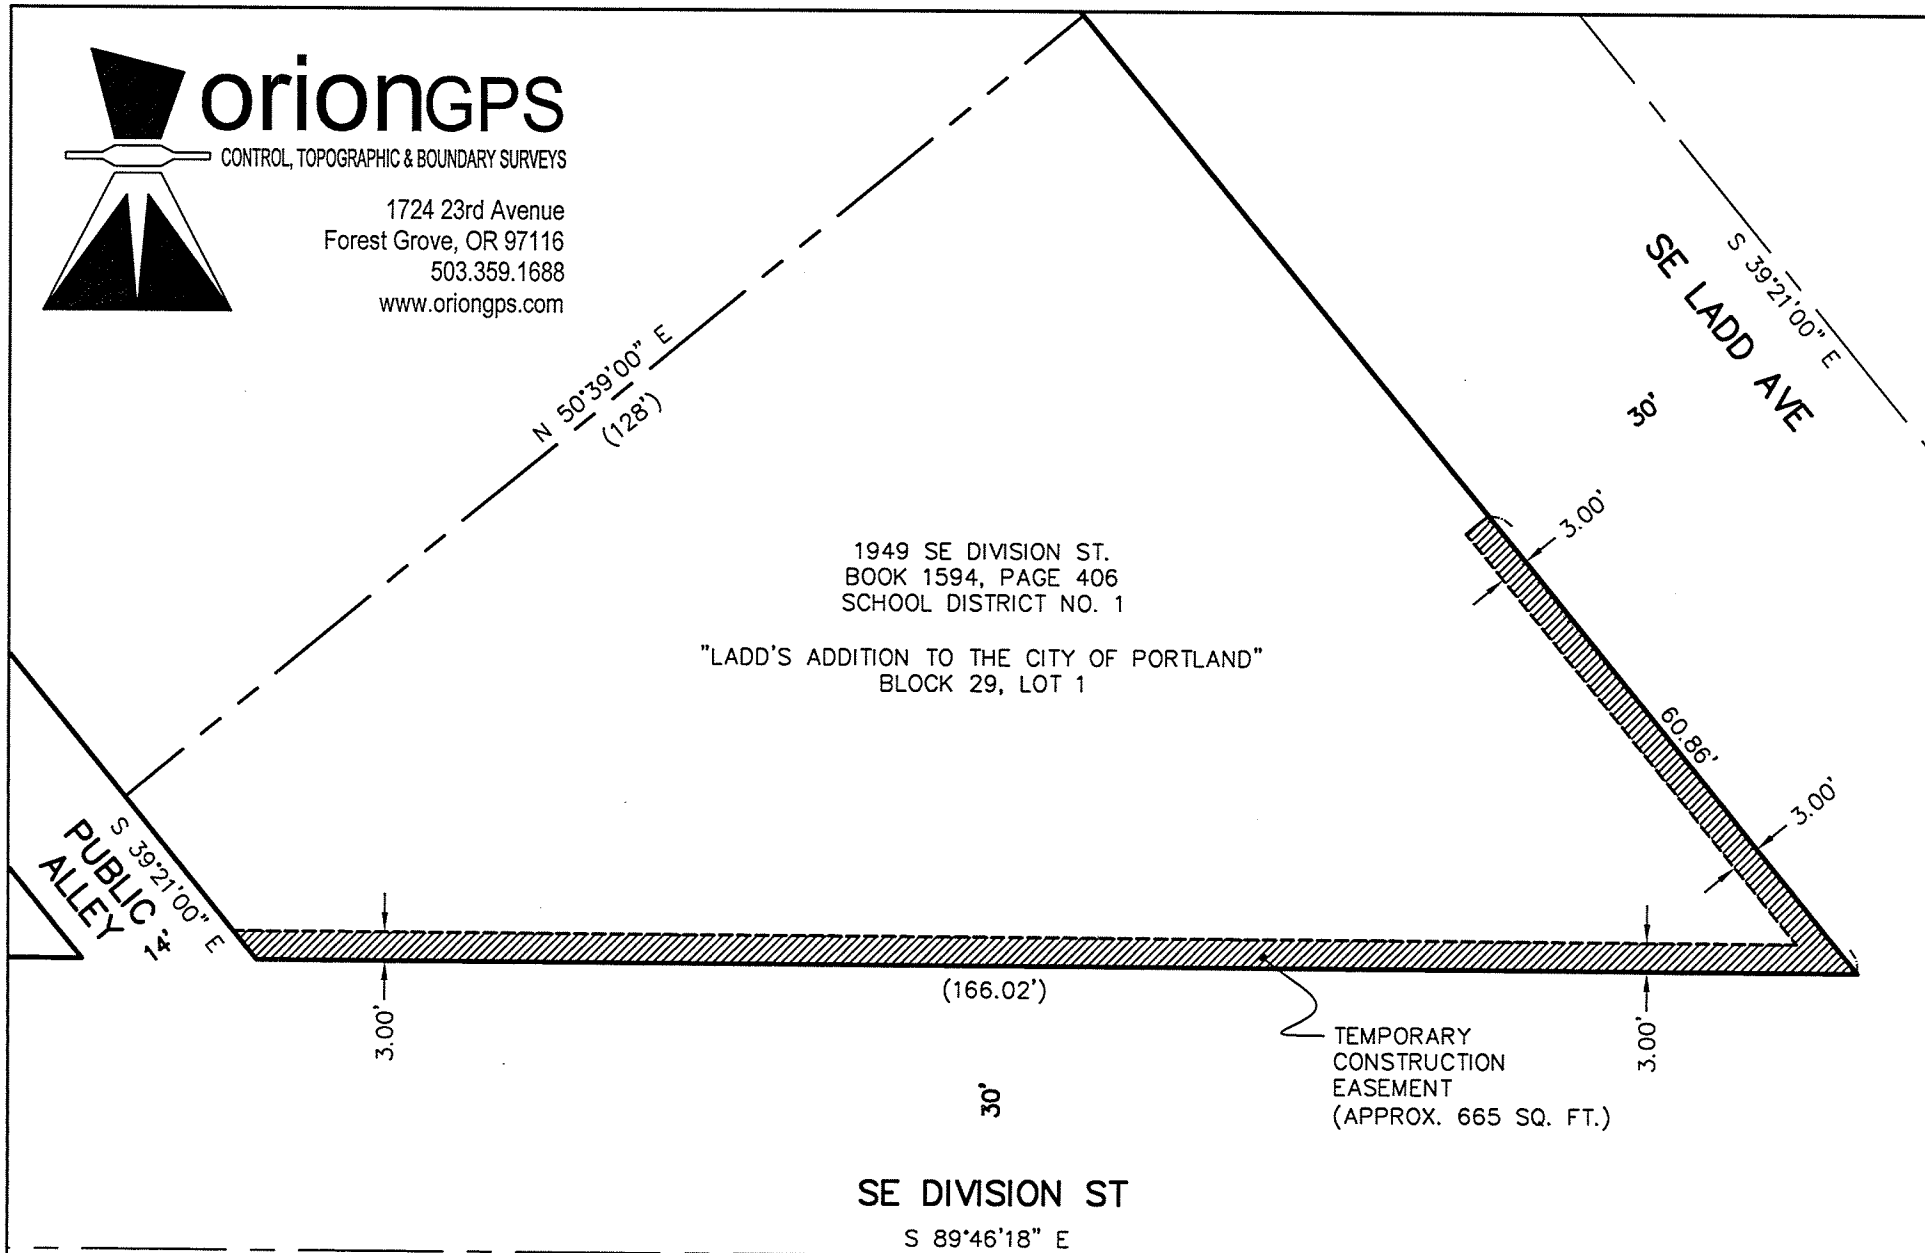 orionGPS
CONTROL, TOPOGRAPHIC & BOUNDARY SURVEYS
1724 23rd Avenue
Forest Grove, OR 97116
503.359.1688
www.oriongps.com
N 50°39'00" E
(128')
S 39°21'00" E
SE LADD AVE
30'
3.00'
1949 SE DIVISION ST.
BOOK 1594, PAGE 406
SCHOOL DISTRICT NO. 1
"LADD'S ADDITION TO THE CITY OF PORTLAND"
BLOCK 29, LOT 1
60.86'
3.00'
S 39°21'00" E
PUBLIC
ALLEY
14'
3.00'
(166.02')
3.00'
TEMPORARY
CONSTRUCTION
EASEMENT
(APPROX. 665 SQ. FT.)
30'
SE DIVISION ST
S 89°46'18" E